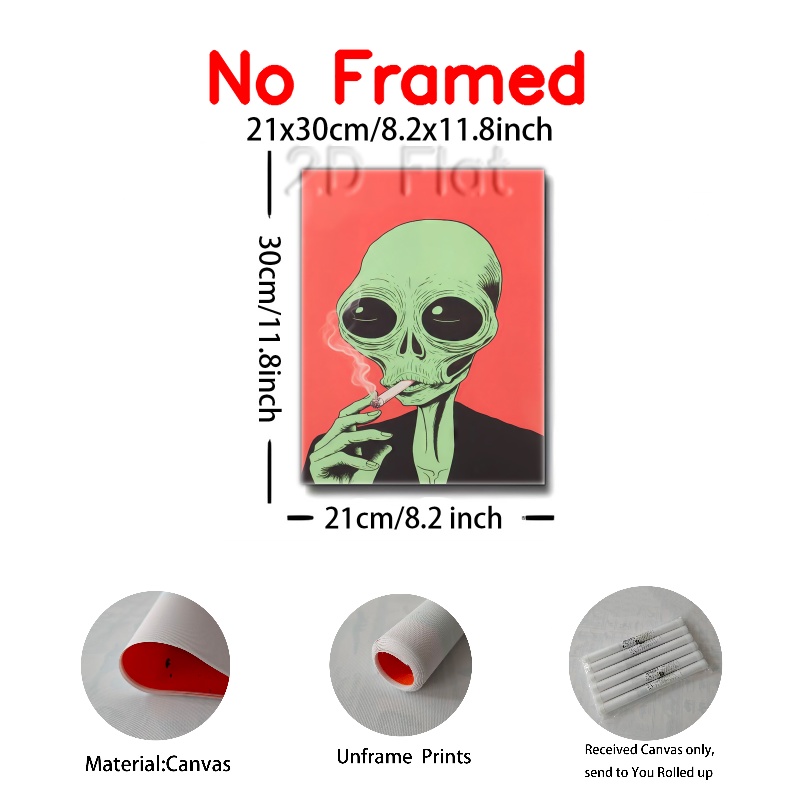 No Framed
21x30cm/8.2x11.8inch
2D Flat
30cm/11.8inch
21cm/8.2 inch
Material:Canvas
Unframe Prints
Received Canvas only,
send to You Rolled up